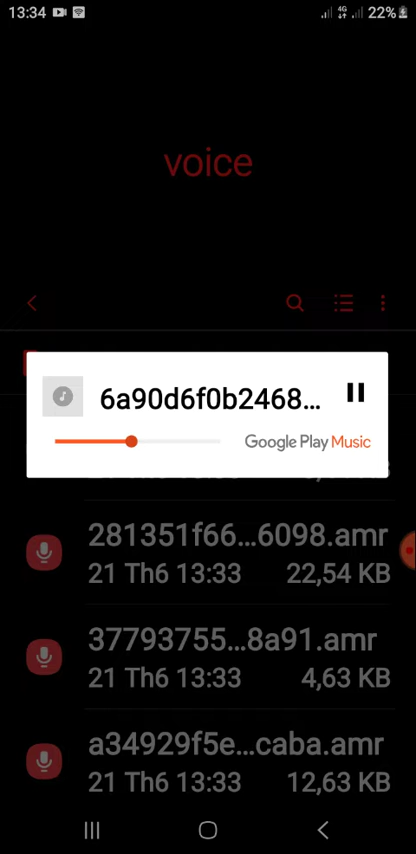 13:34 4G 22%
voice
6a90d6f0b2468...
Google Play Music
281351f66...6098.amr
21 Th6 13:33 22,54 KB
37793755...8a91.amr
21 Th6 13:33 4,63 KB
a34929f5e...caba.amr
21 Th6 13:33 12,63 KB